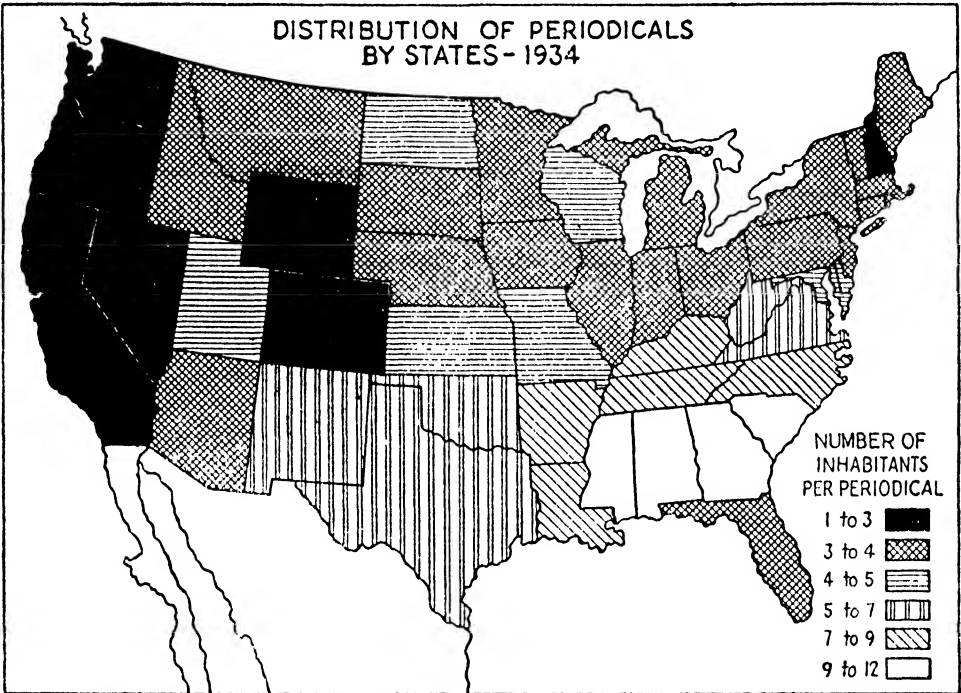 DISTRIBUTION OF PERIODICALS
BY STATES - 1934
NUMBER OF
INHABITANTS
PER PERIODICAL
1 to 3
3 to 4
4 to 5
5 to 7
7 to 9
9 to 12